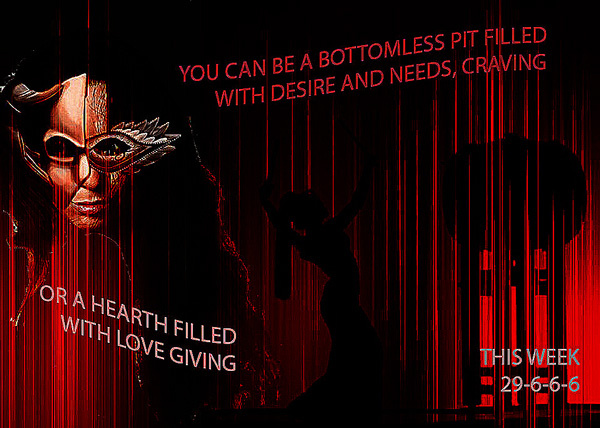 YOU CAN BE A BOTTOMLESS PIT FILLED
WITH DESIRE AND NEEDS, CRAVING
OR A HEARTH FILLED
WITH LOVE GIVING
THIS WEEK
29-6-6-6